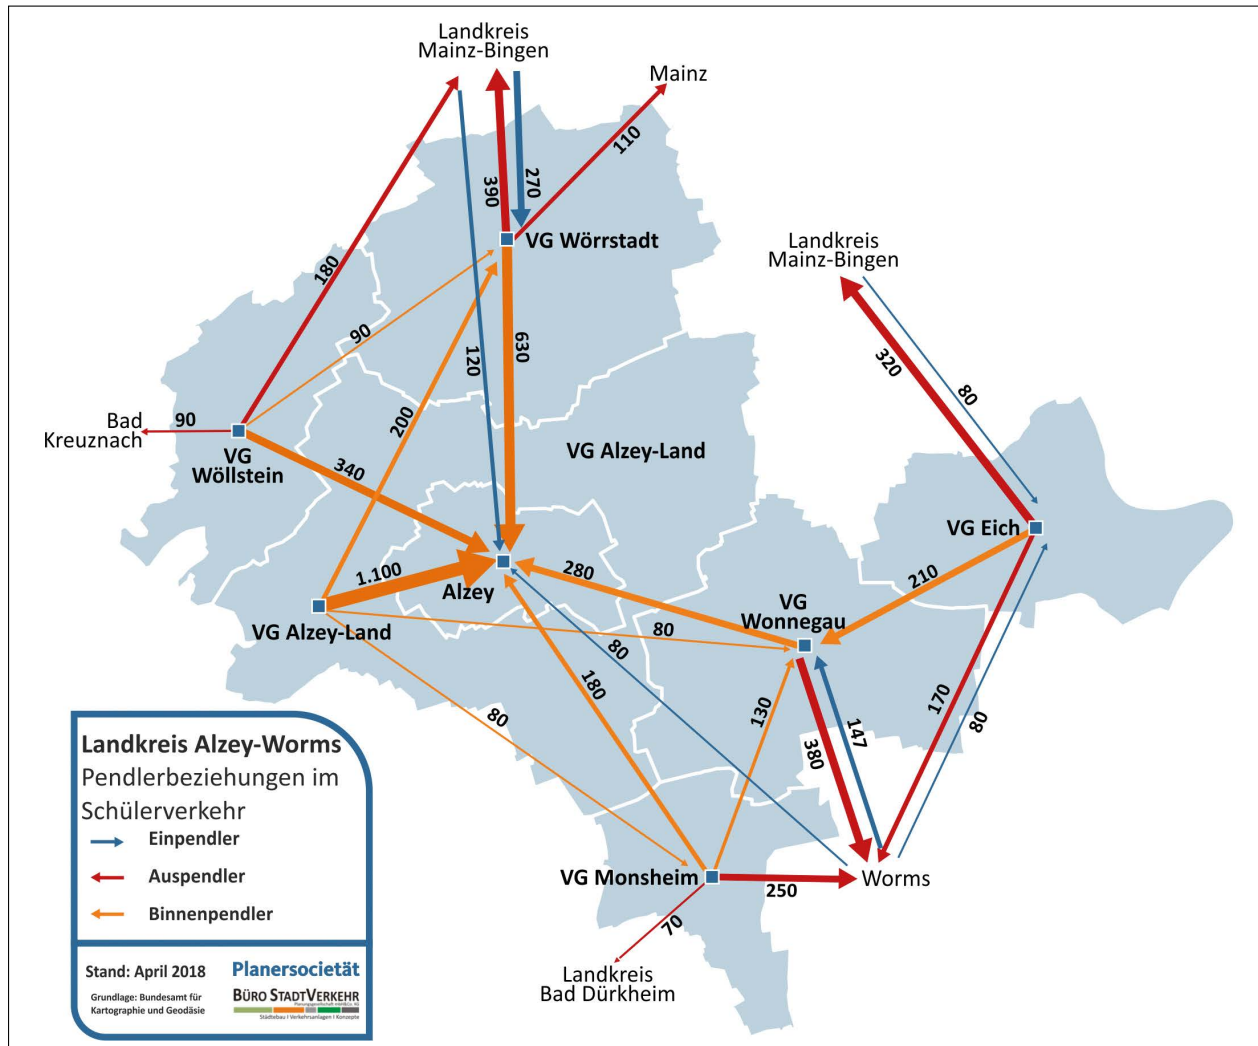 Landkreis
Mainz-Bingen
Mainz
110
390
270
VG Wörrstadt
Landkreis
Mainz-Bingen
180
90
120
630
320
80
200
Bad
Kreuznach
90
VG
Wöllstein
340
VG Alzey-Land
VG Eich
1.100
Alzey
280
210
VG
Wonnegau
VG Alzey-Land
80
80
180
130
147
380
170
80
80
VG Monsheim
250
Worms
70
Landkreis
Bad Dürkheim
Landkreis Alzey-Worms
Pendlerbeziehungen im
Schülerverkehr
Einpendler
Auspendler
Binnenpendler
Stand: April 2018
Planersocietät
Grundlage: Bundesamt für
Kartographie und Geodäsie
BÜRO STADTVERKEHR
Städtebau I Verkehrsanlagen I Konzepte